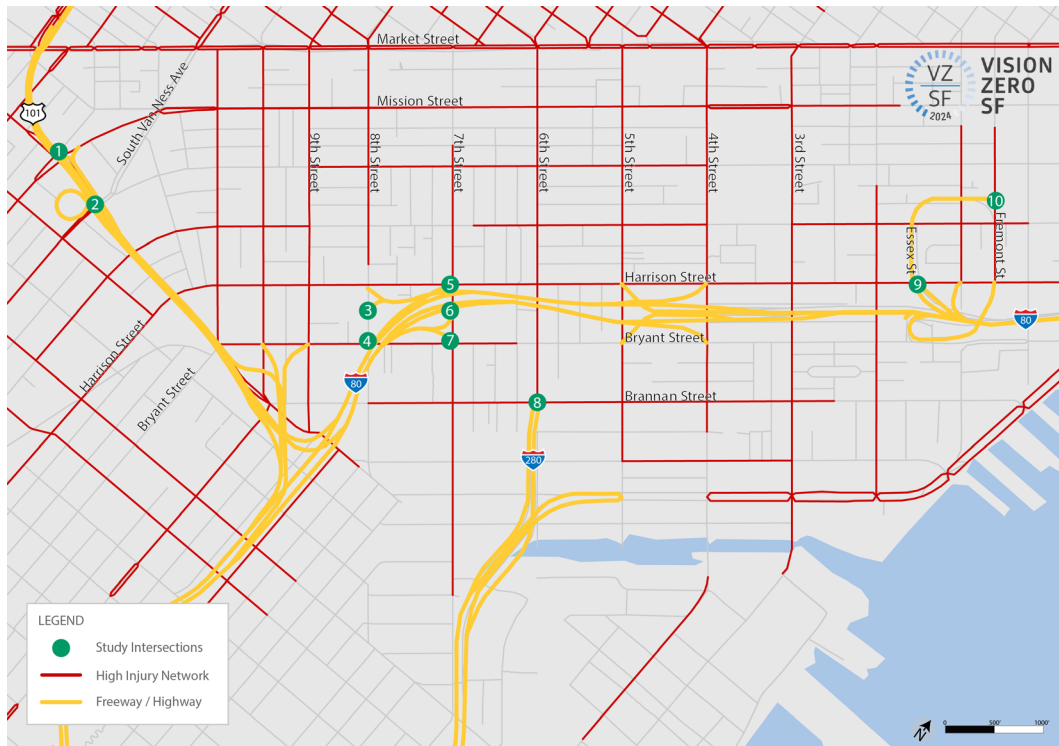 Market Street
VZ
SF
2024
VISION
ZERO
SF
101
South Van Ness Ave
Mission Street
9th Street
8th Street
7th Street
6th Street
5th Street
4th Street
3rd Street
1
2
10
Essex St
Fremont St
Harrison Street
5
9
3
6
80
4
7
Bryant Street
Harrison Street
Bryant Street
80
Brannan Street
8
280
LEGEND
Study Intersections
High Injury Network
Freeway / Highway
N
0
500'
1000'